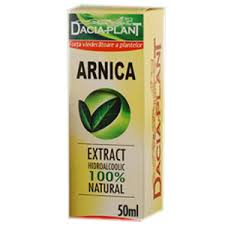 DACIA-PLANT
Forța vindecătoare a plantelor
ARNICA
EXTRACT
HIDROALCOOLIC
100%
NATURAL
50ml
DACIA-PLANT